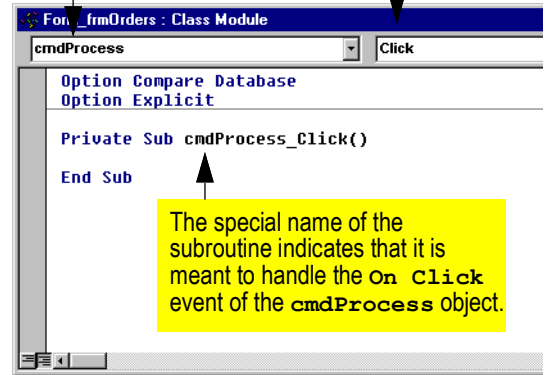 Form_frmOrders : Class Module
cmdProcess
Click
Option Compare Database
Option Explicit
Private Sub cmdProcess_Click()
End Sub
The special name of the
subroutine indicates that it is
meant to handle the On Click
event of the cmdProcess object.